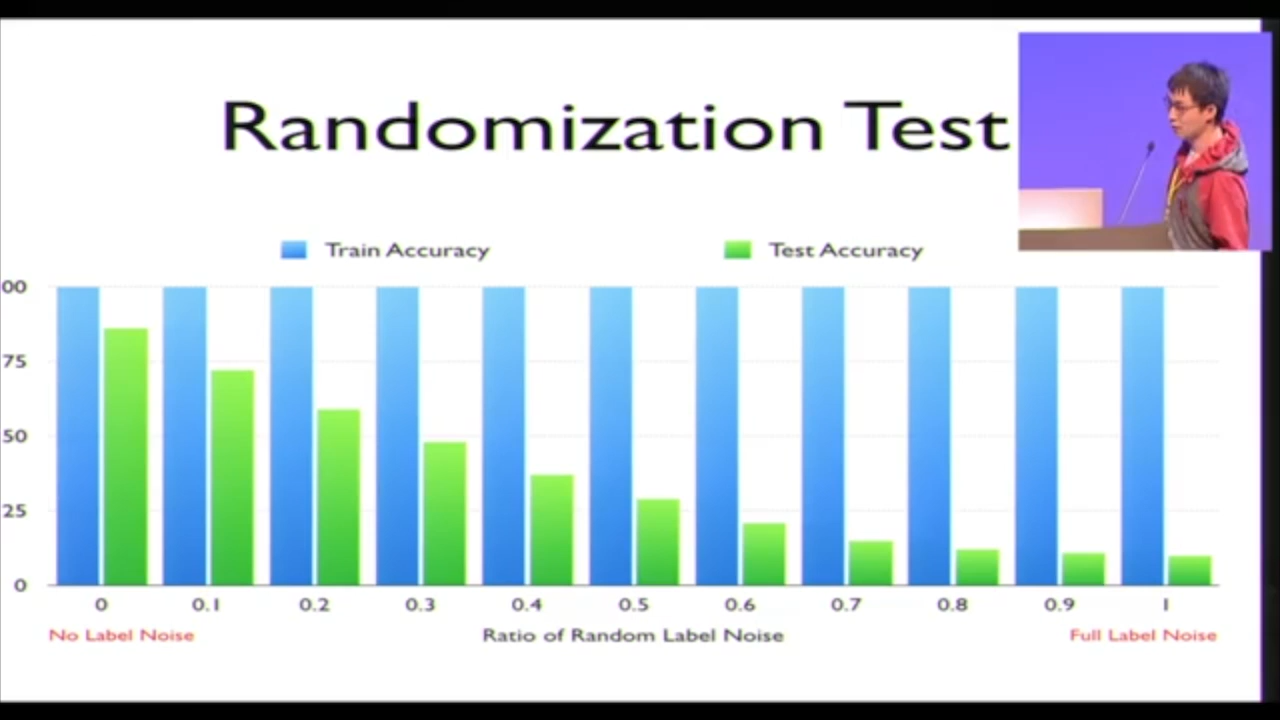 Randomization Test
Train Accuracy Test Accuracy
00
75
50
25
0
0 0.1 0.2 0.3 0.4 0.5 0.6 0.7 0.8 0.9 1
No Label Noise Ratio of Random Label Noise Full Label Noise